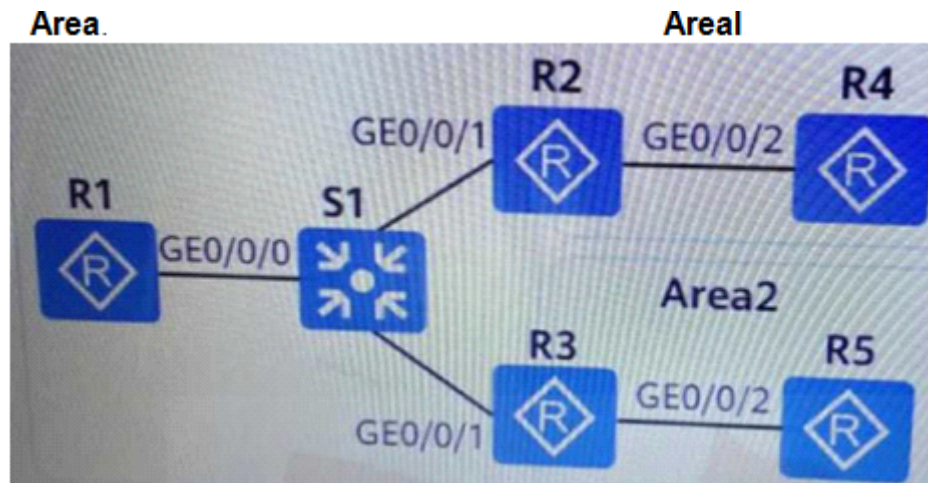 Area.
Areal
R2
R4
GE0/0/1
GE0/0/2
R
R
R1
S1
GE0/0/0
R
Area2
R3
R5
GE0/0/2
R
R
GE0/0/1